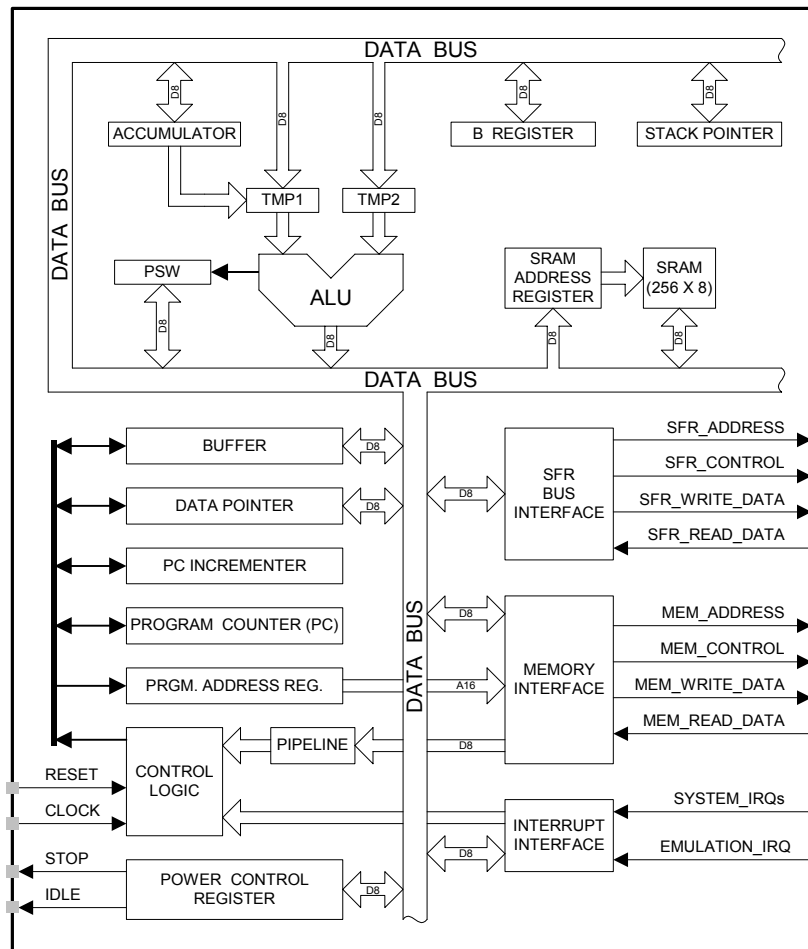 DATA BUS
D8
D8
D8
D8
D8
ACCUMULATOR
B REGISTER
STACK POINTER
DATA BUS
TMP1
TMP2
PSW
ALU
SRAM
ADDRESS
REGISTER
SRAM
(256 X 8)
D8
D8
D8
D8
DATA BUS
BUFFER
D8
DATA POINTER
D8
PC INCREMENTER
PROGRAM COUNTER (PC)
PRGM. ADDRESS REG.
A16
DATA BUS
D8
SFR
BUS
INTERFACE
SFR_ADDRESS
SFR_CONTROL
SFR_WRITE_DATA
SFR_READ_DATA
D8
MEMORY
INTERFACE
MEM_ADDRESS
MEM_CONTROL
MEM_WRITE_DATA
MEM_READ_DATA
PIPELINE
D8
RESET
CLOCK
CONTROL
LOGIC
INTERRUPT
INTERFACE
SYSTEM_IRQs
EMULATION_IRQ
D8
STOP
IDLE
POWER CONTROL
REGISTER
D8